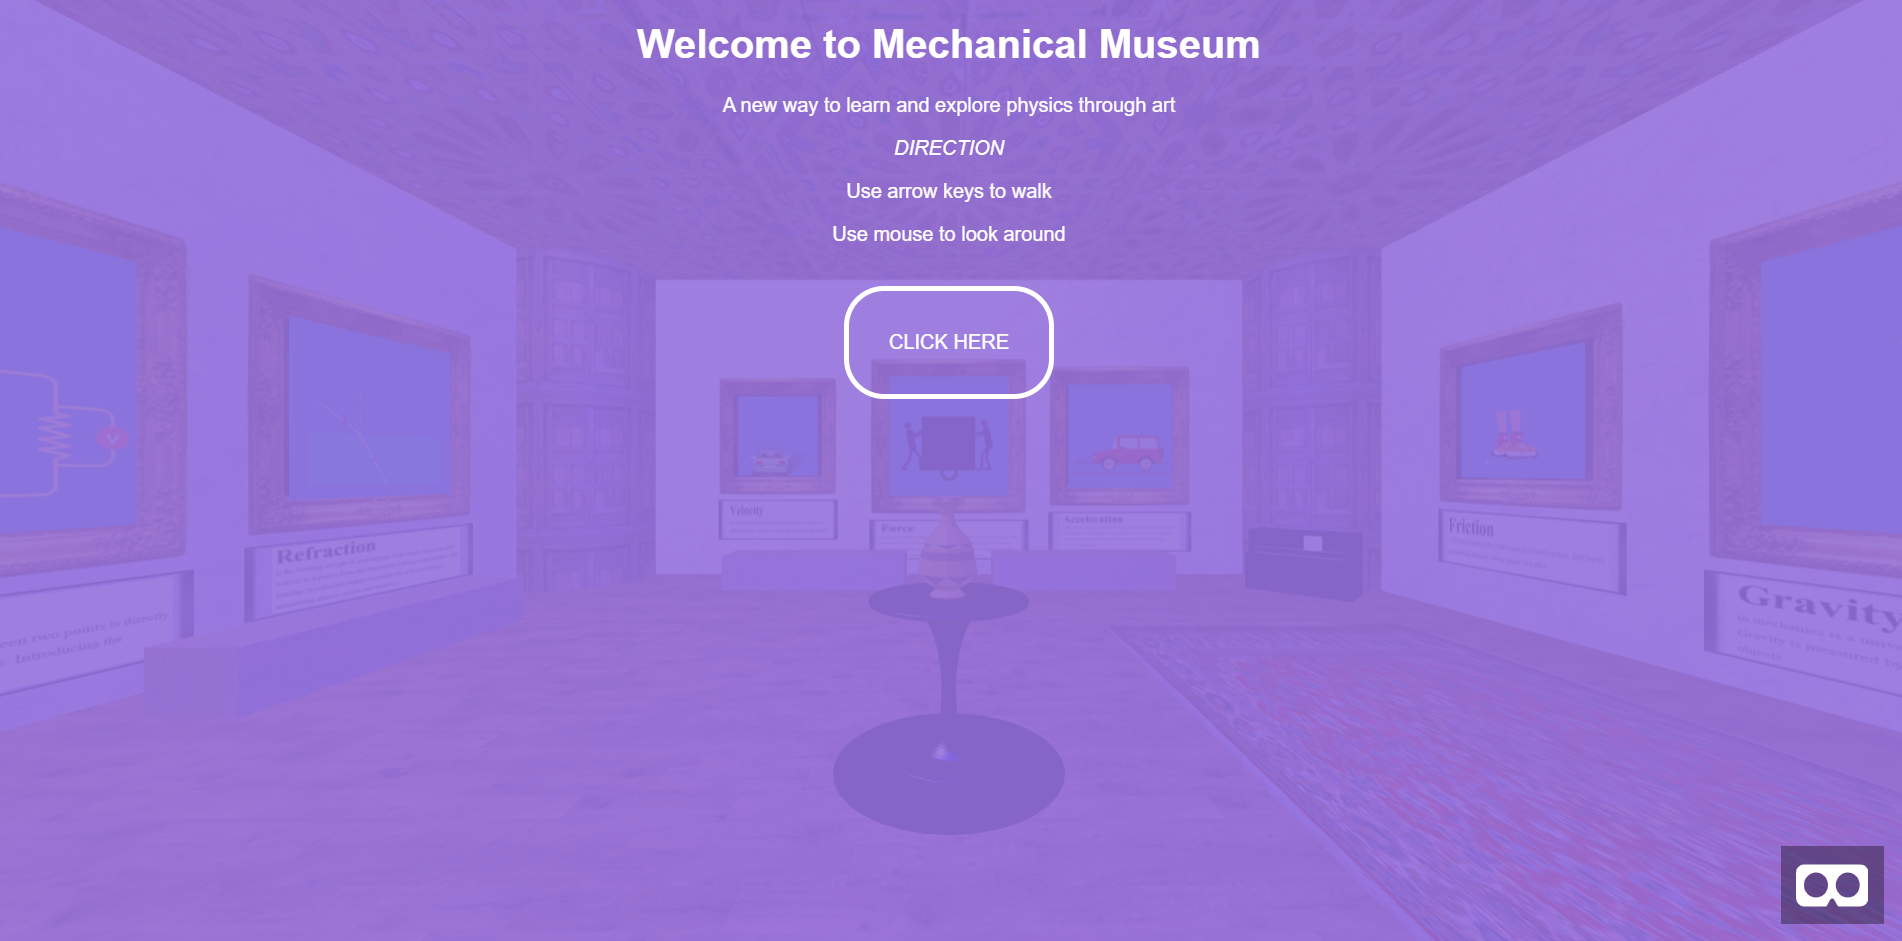 Welcome to Mechanical Museum
A new way to learn and explore physics through art
DIRECTION
Use arrow keys to walk
Use mouse to look around
CLICK HERE
V
Velocity
Force
Acceleration
Refraction
Friction
Gravity
een two points is directly
s. Introducing the
in mechanics is a unive
Gravity is measured by
objects.